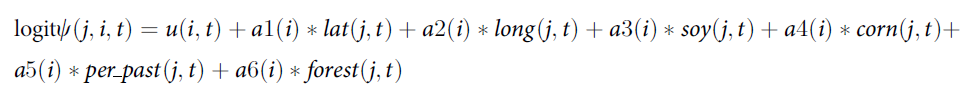 logitψ(j, i, t) = u(i, t) + a1(i) * lat(j, t) + a2(i) * long(j, t) + a3(i) * soy(j, t) + a4(i) * corn(j, t)+
a5(i) * per_past(j, t) + a6(i) * forest(j, t)